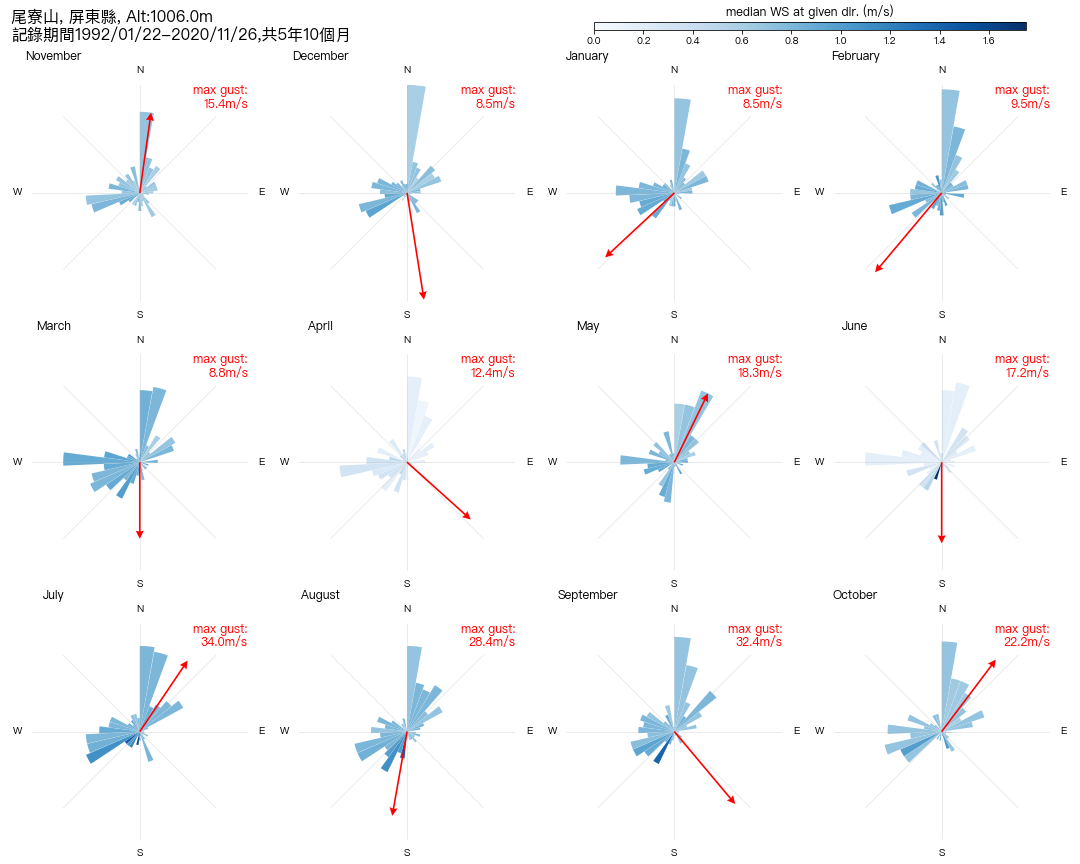 尾寮山, 屏東縣, Alt:1006.0m
記錄期間1992/01/22-2020/11/26,共5年10個月
median WS at given dir. (m/s)
0.0 0.2 0.4 0.6 0.8 1.0 1.2 1.4 1.6
November
N
max gust:
15.4m/s
W
E
S
December
N
max gust:
8.5m/s
W
E
S
January
N
max gust:
8.5m/s
W
E
S
February
N
max gust:
9.5m/s
W
E
S
March
N
max gust:
8.8m/s
W
E
S
April
N
max gust:
12.4m/s
W
E
S
May
N
max gust:
18.3m/s
W
E
S
June
N
max gust:
17.2m/s
W
E
S
July
N
max gust:
34.0m/s
W
E
S
August
N
max gust:
28.4m/s
W
E
S
September
N
max gust:
32.4m/s
W
E
S
October
N
max gust:
22.2m/s
W
E
S